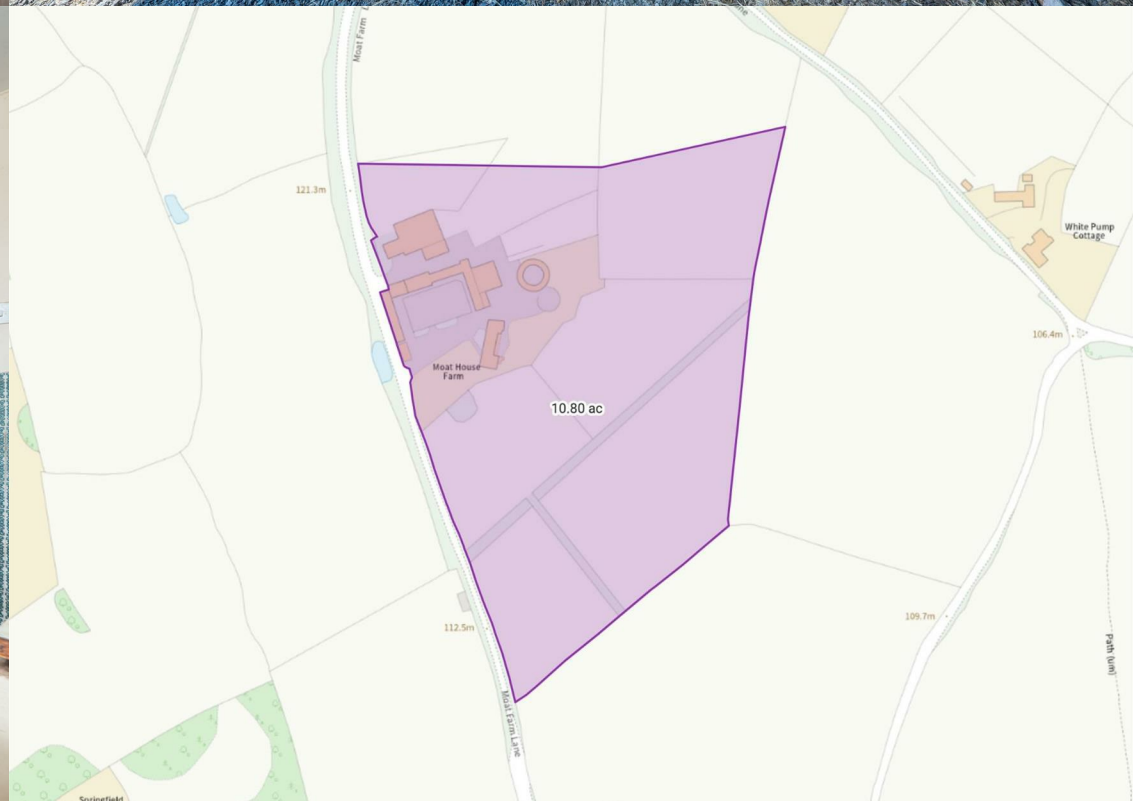 Moat Farm
121.3m
White Pump
Cottage
106.4m
Moat House
Farm
10.80 ac
112.5m
109.7m
Path (um)
Moat Farm Lane
Springfield